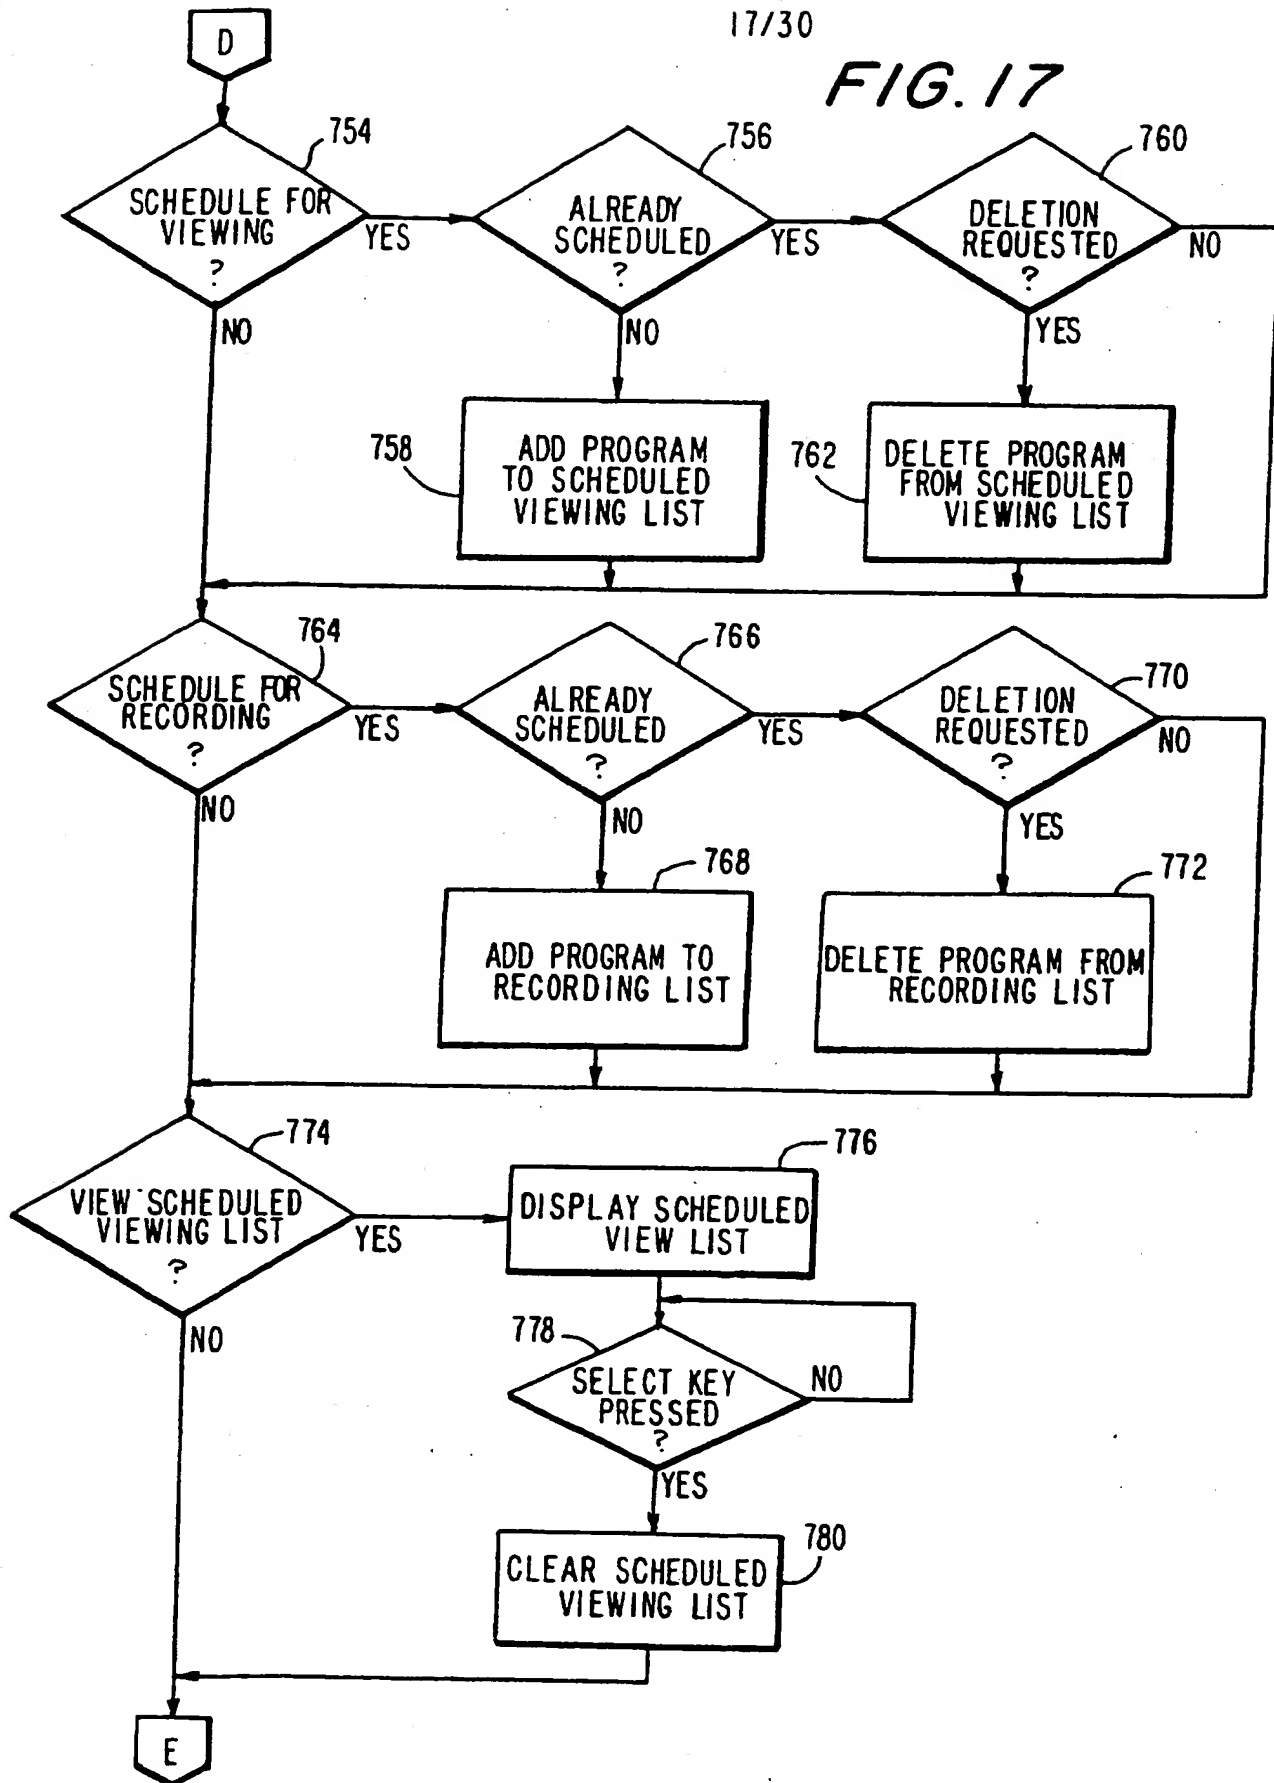 17/30
FIG. 17
D
754
SCHEDULE FOR
VIEWING
?
YES
NO
756
ALREADY
SCHEDULED
?
YES
NO
760
DELETION
REQUESTED
?
NO
YES
758
ADD PROGRAM
TO SCHEDULED
VIEWING LIST
762
DELETE PROGRAM
FROM SCHEDULED
VIEWING LIST
764
SCHEDULE FOR
RECORDING
?
YES
NO
766
ALREADY
SCHEDULED
?
YES
NO
770
DELETION
REQUESTED
?
NO
YES
768
ADD PROGRAM TO
RECORDING LIST
772
DELETE PROGRAM FROM
RECORDING LIST
774
VIEW SCHEDULED
VIEWING LIST
?
YES
NO
776
DISPLAY SCHEDULED
VIEW LIST
778
SELECT KEY
PRESSED
?
NO
YES
780
CLEAR SCHEDULED
VIEWING LIST
E